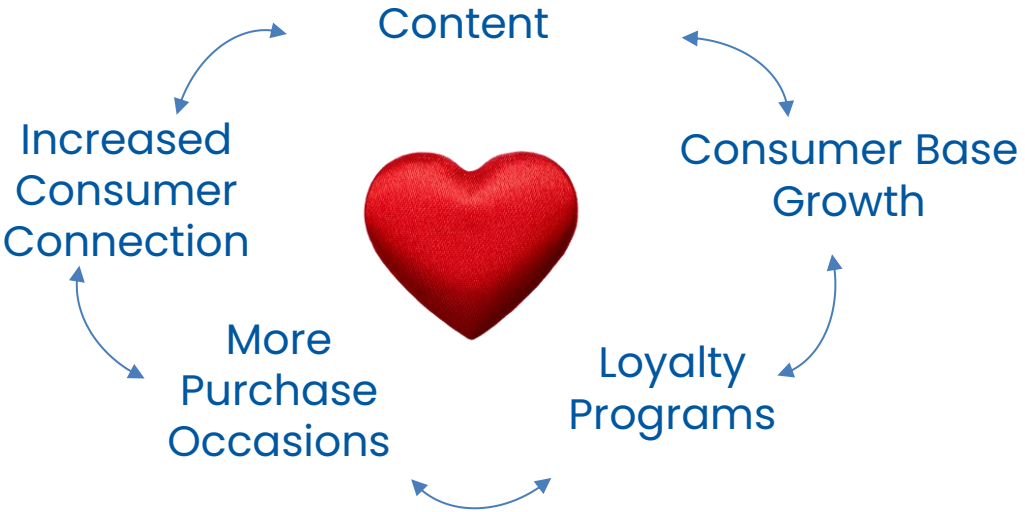 Content
Increased
Consumer
Connection
Consumer Base
Growth
More
Purchase
Occasions
Loyalty
Programs